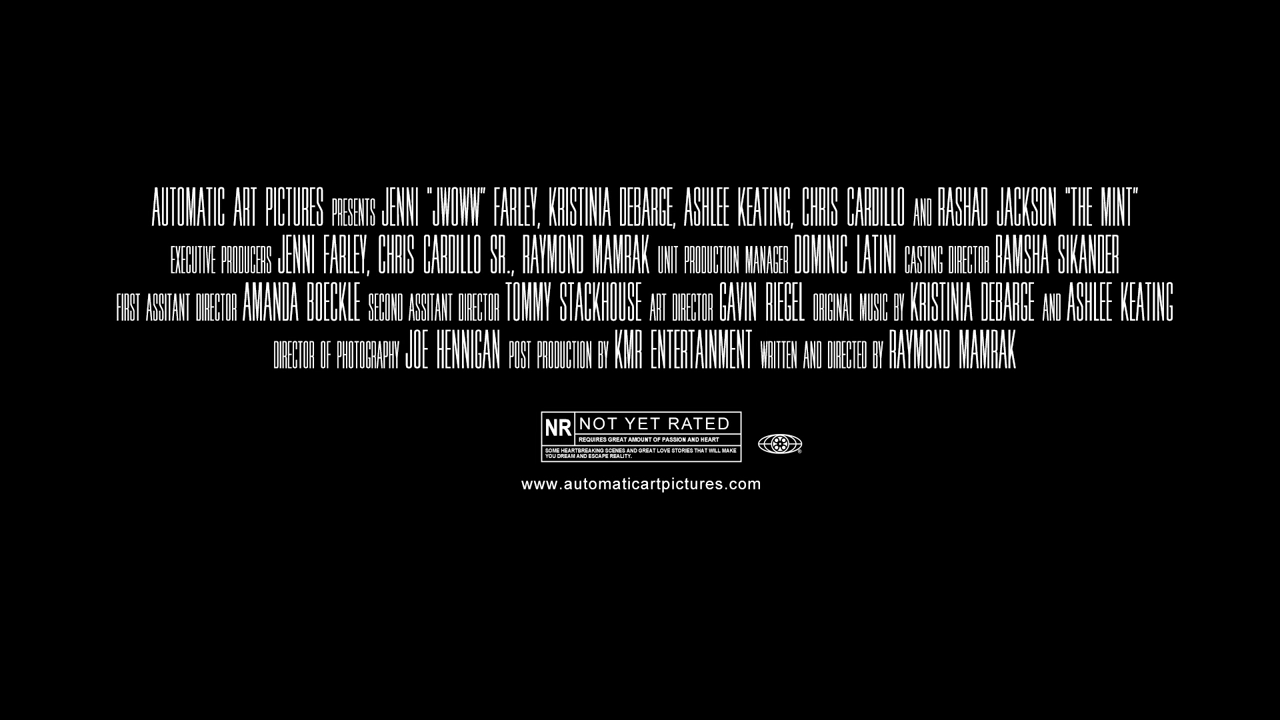 AUTOMATIC ART PICTURES PRESENTS JENNI "JWOWW" FARLEY, KRISTINIA DEBARGE, ASHLEE KEATING, CHRIS CARDILLO AND RASHAD JACKSON "THE MINT"
EXECUTIVE PRODUCERS JENNI FARLEY, CHRIS CARDILLO SR., RAYMOND MAMRAK UNIT PRODUCTION MANAGER DOMINIC LATINI CASTING DIRECTOR RAMSHA SIKANDER
FIRST ASSITANT DIRECTOR AMANDA BOECKLE SECOND ASSITANT DIRECTOR TOMMY STACKHOUSE ART DIRECTOR GAVIN RIEGEL ORIGINAL MUSIC BY KRISTINIA DEBARGE AND ASHLEE KEATING
DIRECTOR OF PHOTOGRAPHY JOE HENNIGAN POST PRODUCTION BY KMR ENTERTAINMENT WRITTEN AND DIRECTED BY RAYMOND MAMRAK
NR NOT YET RATED
REQUIRES GREAT AMOUNT OF PASSION AND HEART
SOME HEARTBREAKING SCENES AND GREAT LOVE STORIES THAT WILL MAKE
YOU DREAM AND ESCAPE REALITY.
®
www.automaticartpictures.com